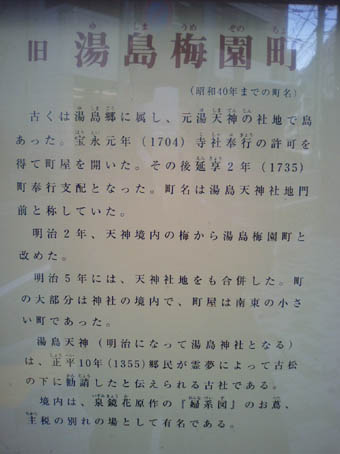 旧 湯島梅園町
ゆしまうめぞのちょう
(昭和40年までの町名)
古くは湯島郷に属し、元湯天神の社地で畠
あった。宝永元年(1704)寺社奉行の許可を
得て町屋を開いた。その後延享2年(1735)
町奉行支配となった。町名は湯島天神社地門
前と称していた。
明治2年、天神境内の梅から湯島梅園町と
改めた。
明治5年には、天神社地をも合併した。町
の大部分は神社の境内で、町屋は南東の小さ
い町であった。
湯島天神(明治になって湯島神社となる)
は、正平10年(1355)郷民が霊夢によって古松
の下に勧請したと伝えられる古社である。
境内は、泉鏡花原作の『婦系図』のお蔦、
主税の別れの場として有名である。